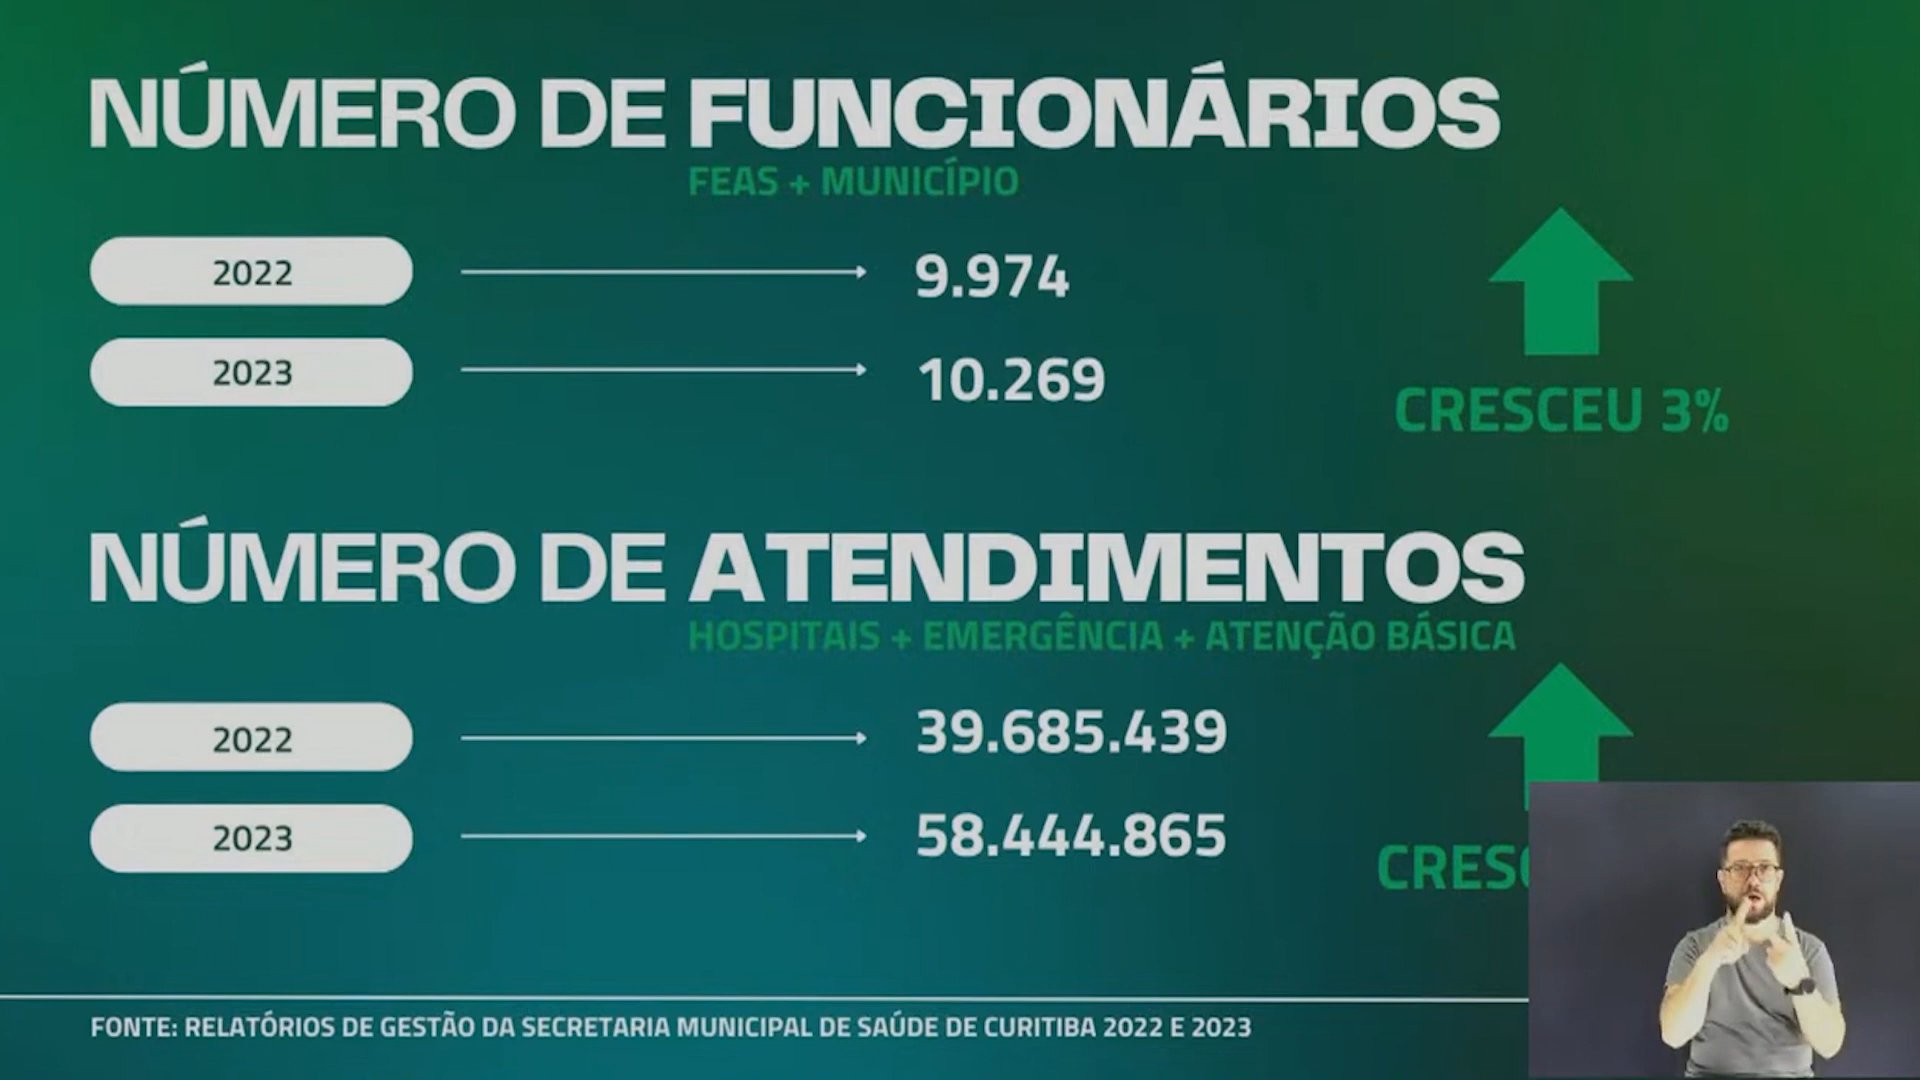 NÚMERO DE FUNCIONÁRIOS
FEAS + MUNICÍPIO
2022
9.974
2023
10.269
CRESCEU 3%
NÚMERO DE ATENDIMENTOS
HOSPITAIS + EMERGÊNCIA + ATENÇÃO BÁSICA
2022
39.685.439
2023
58.444.865
FONTE: RELATÓRIOS DE GESTÃO DA SECRETARIA MUNICIPAL DE SAÚDE DE CURITIBA 2022 E 2023